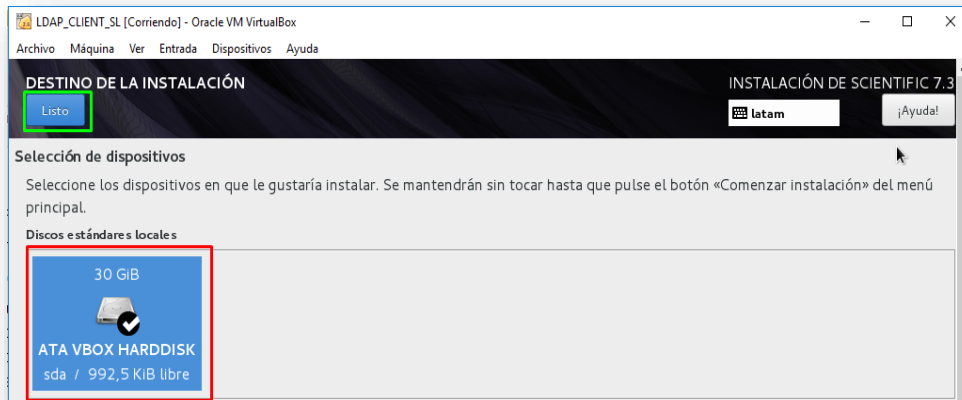 LDAP_CLIENT_SL [Corriendo] - Oracle VM VirtualBox
Archivo Máquina Ver Entrada Dispositivos Ayuda
DESTINO DE LA INSTALACIÓN
INSTALACIÓN DE SCIENTIFIC 7.3
Listo
latam
¡Ayuda!
Selección de dispositivos
Seleccione los dispositivos en que le gustaría instalar. Se mantendrán sin tocar hasta que pulse el botón «Comenzar instalación» del menú
principal.
Discos estándares locales
30 GiB
ATA VBOX HARDDISK
sda / 992,5 KiB libre